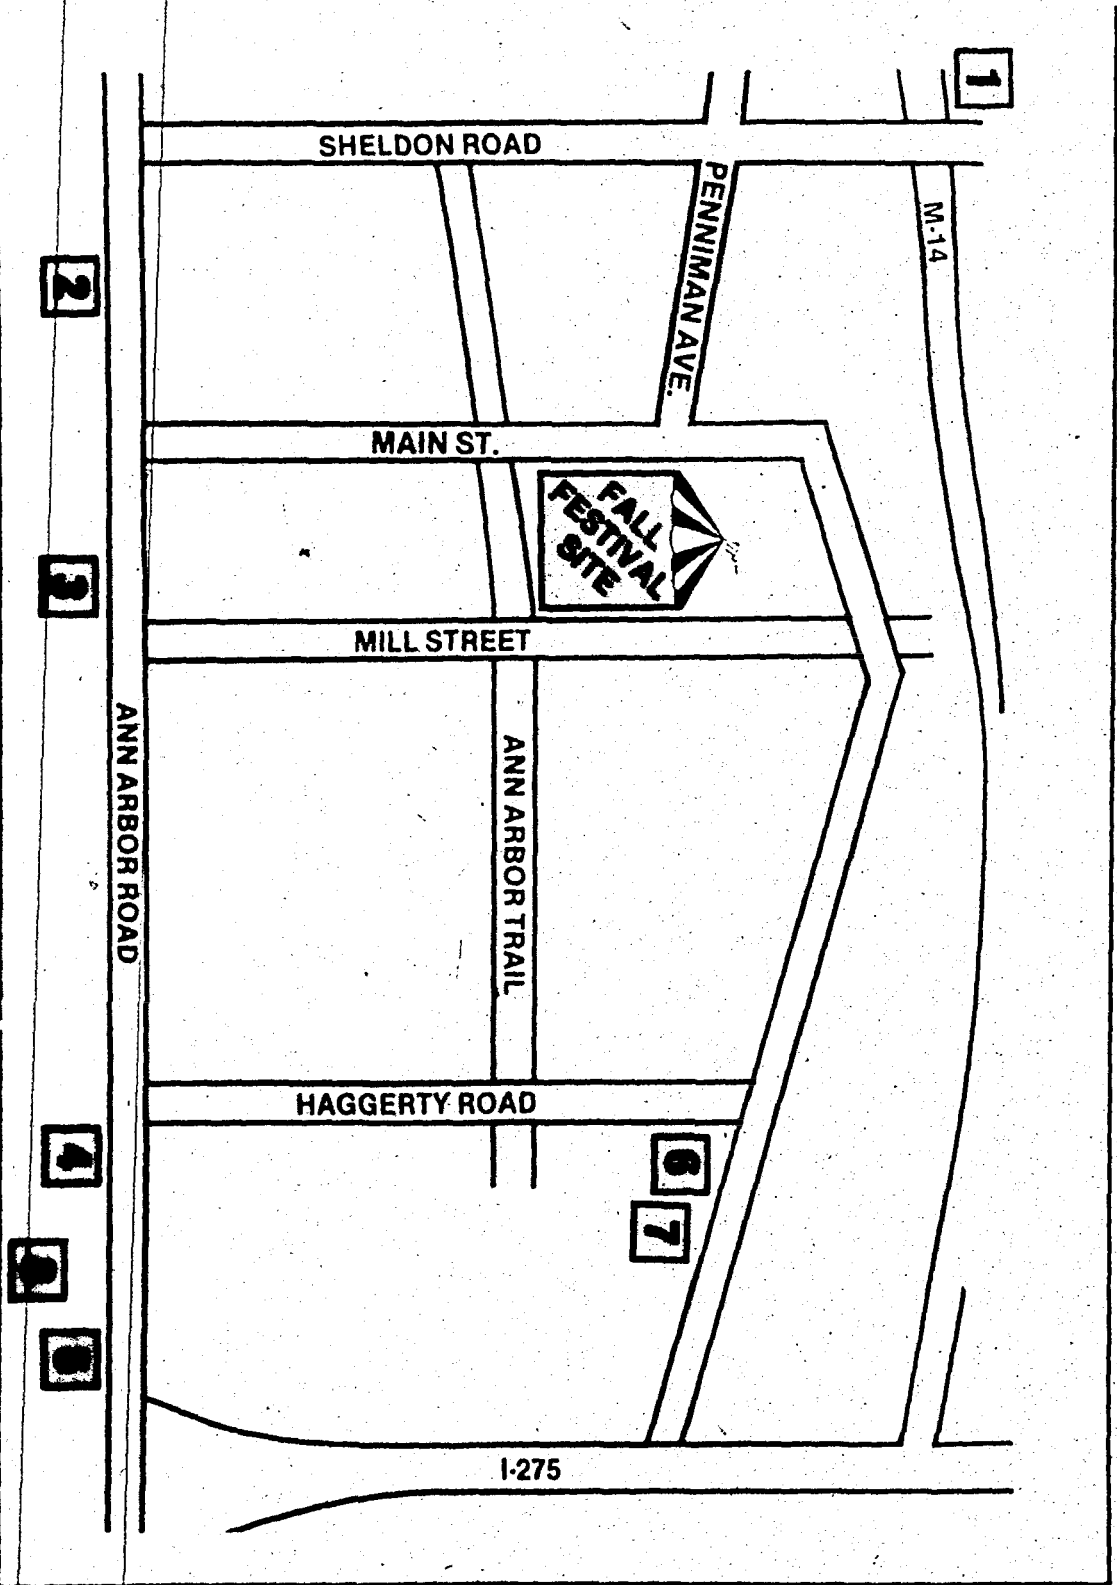 1
SHELDON ROAD
PENNIMAN AVE.
M-14
2
MAIN ST.
FALL
FESTIVAL
SITE
3
MILL STREET
ANN ARBOR ROAD
ANN ARBOR TRAIL
HAGGERTY ROAD
4
6
7
I-275